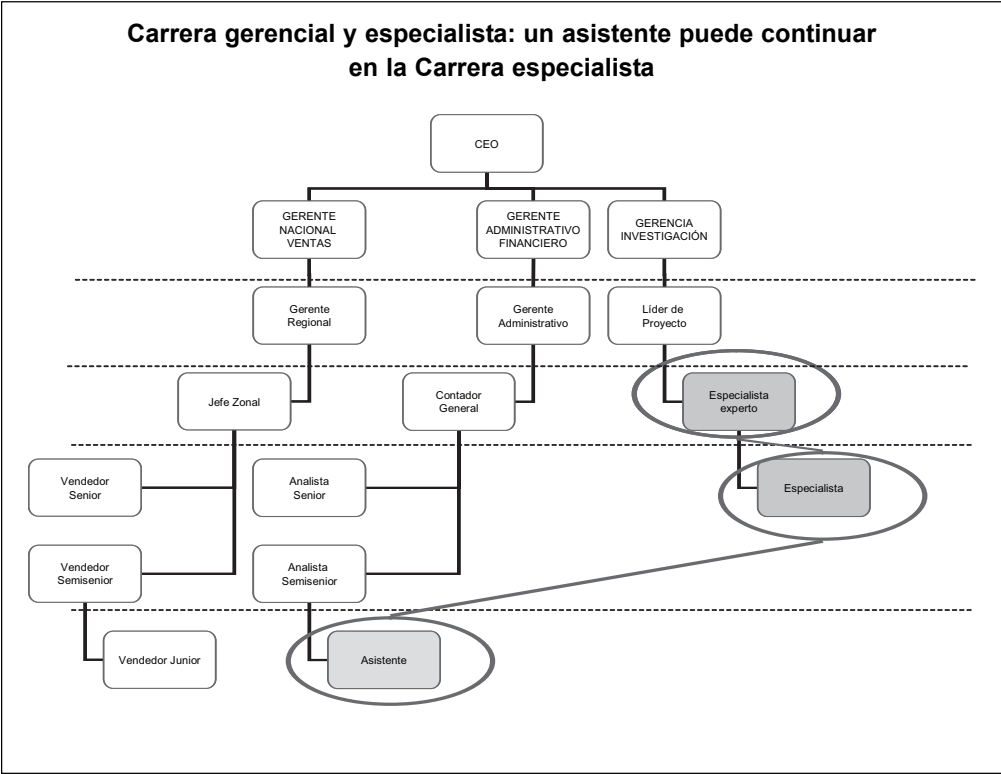 Carrera gerencial y especialista: un asistente puede continuar
en la Carrera especialista
CEO
GERENTE
NACIONAL
VENTAS
GERENTE
ADMINISTRATIVO
FINANCIERO
GERENCIA
INVESTIGACIÓN
Gerente
Regional
Gerente
Administrativo
Líder de
Proyecto
Jefe Zonal
Contador
General
Especialista
experto
Vendedor
Senior
Analista
Senior
Especialista
Vendedor
Semisenior
Analista
Semisenior
Vendedor Junior
Asistente